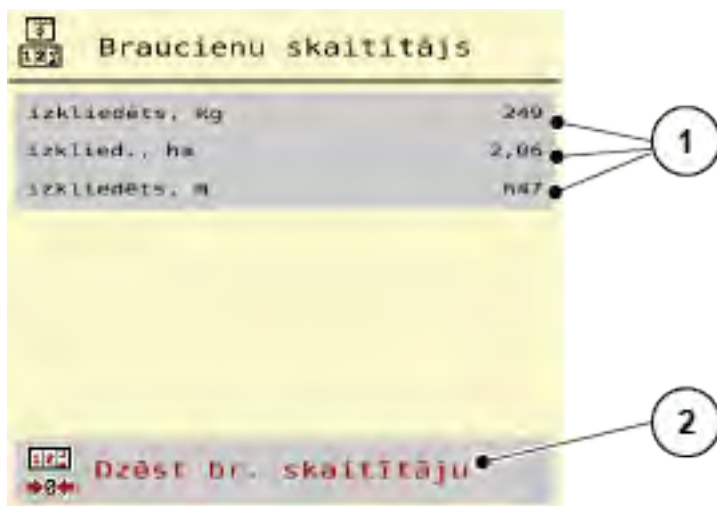 Braucienu skaitītājs
izkliedēts, kg 249
izklied., ha 2,06
izkliedēts, m
1
2
Dzēst br. skaitītāju